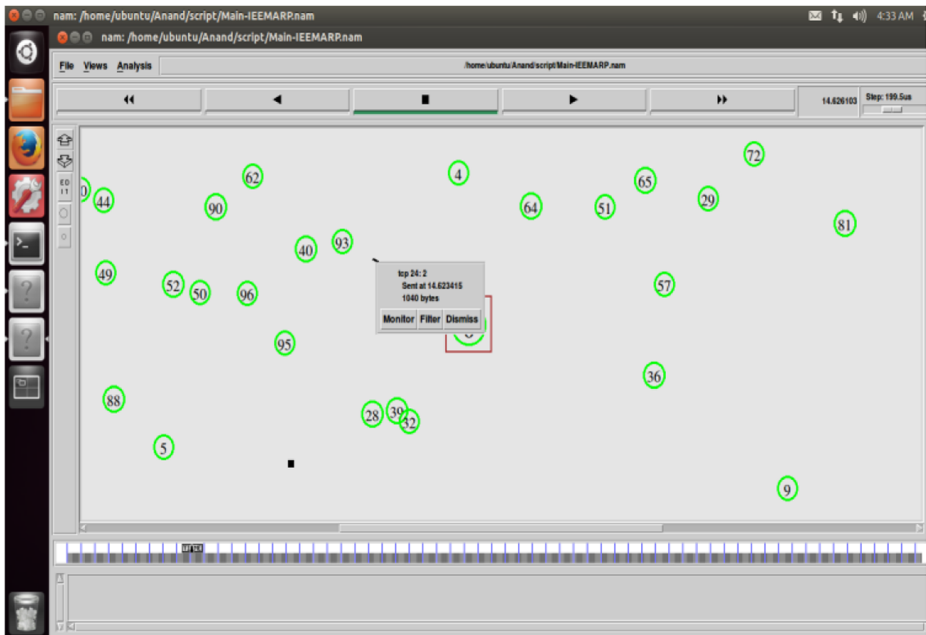 nam: /home/ubuntu/Anand/script/Main-IEEMARP.nam
4:33 AM
nam: /home/ubuntu/Anand/script/Main-IEEMARP.nam
File Views Analysis
/home/ubuntu/Anand/script/Main-IEEMARP.nam
14.626103
Step: 199.5us
72
62
4
65
0
44
90
64
51
29
81
93
40
49
52
50
96
57
tcp 24: 2
Sent at 14.623415
1040 bytes
Monitor Filter Dismiss
95
36
88
28
39
32
5
9